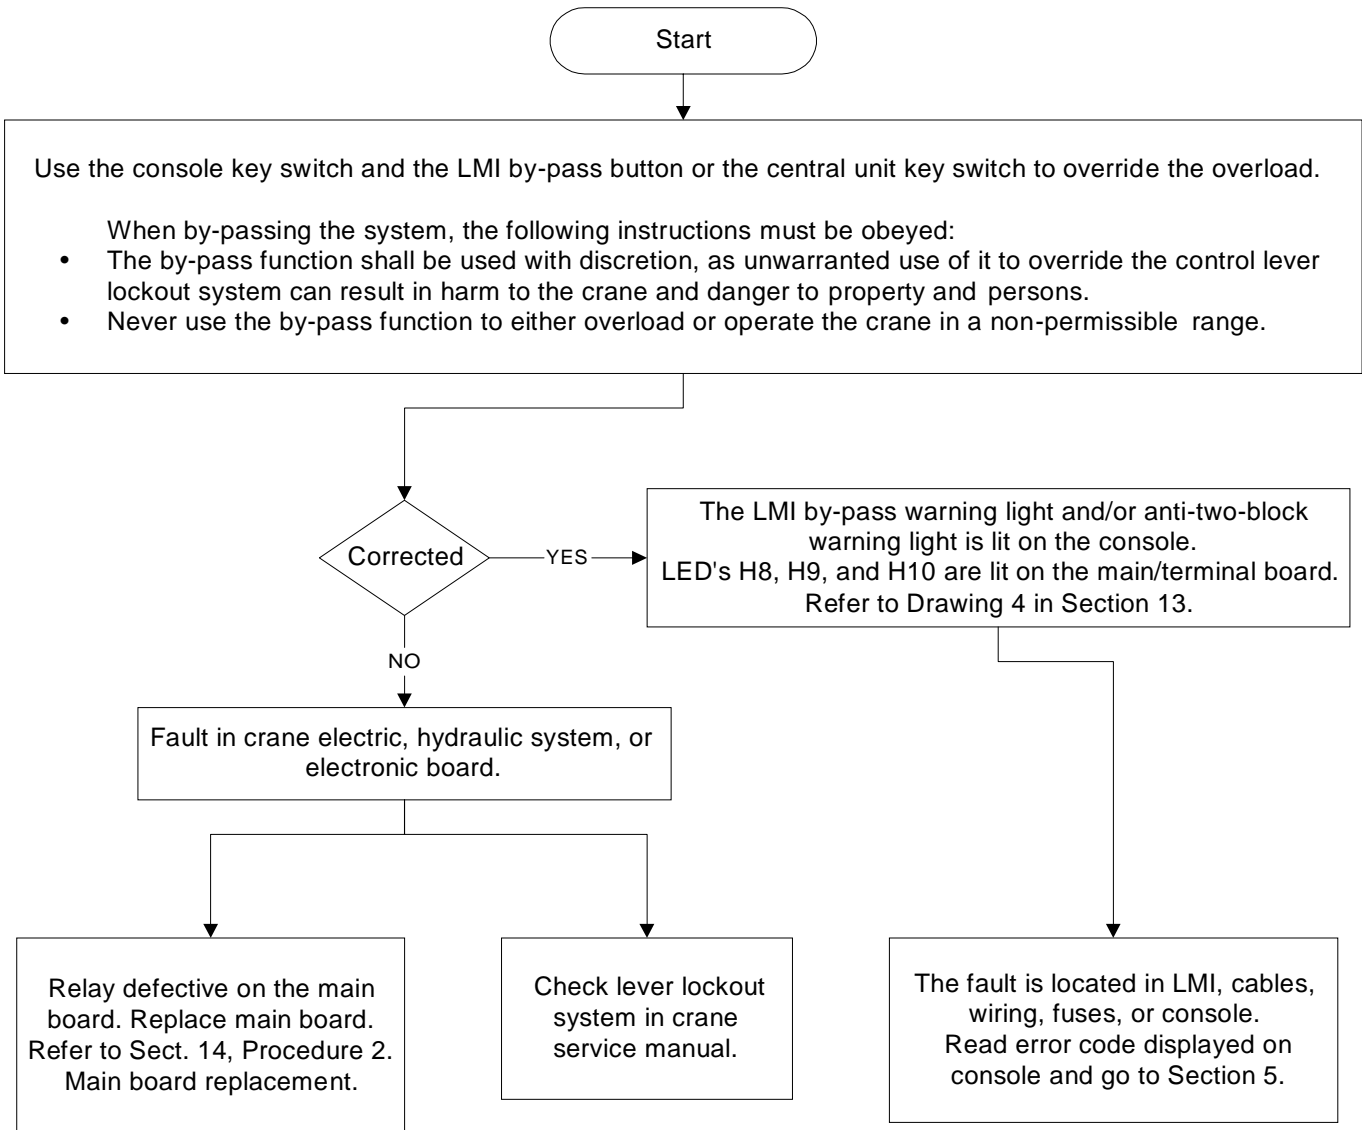 Start
Use the console key switch and the LMI by-pass button or the central unit key switch to override the overload.
When by-passing the system, the following instructions must be obeyed:
• The by-pass function shall be used with discretion, as unwarranted use of it to override the control lever
lockout system can result in harm to the crane and danger to property and persons.
• Never use the by-pass function to either overload or operate the crane in a non-permissible range.
Corrected
YES
The LMI by-pass warning light and/or anti-two-block
warning light is lit on the console.
LED's H8, H9, and H10 are lit on the main/terminal board.
Refer to Drawing 4 in Section 13.
NO
Fault in crane electric, hydraulic system, or
electronic board.
Relay defective on the main
board. Replace main board.
Refer to Sect. 14, Procedure 2.
Main board replacement.
Check lever lockout
system in crane
service manual.
The fault is located in LMI, cables,
wiring, fuses, or console.
Read error code displayed on
console and go to Section 5.